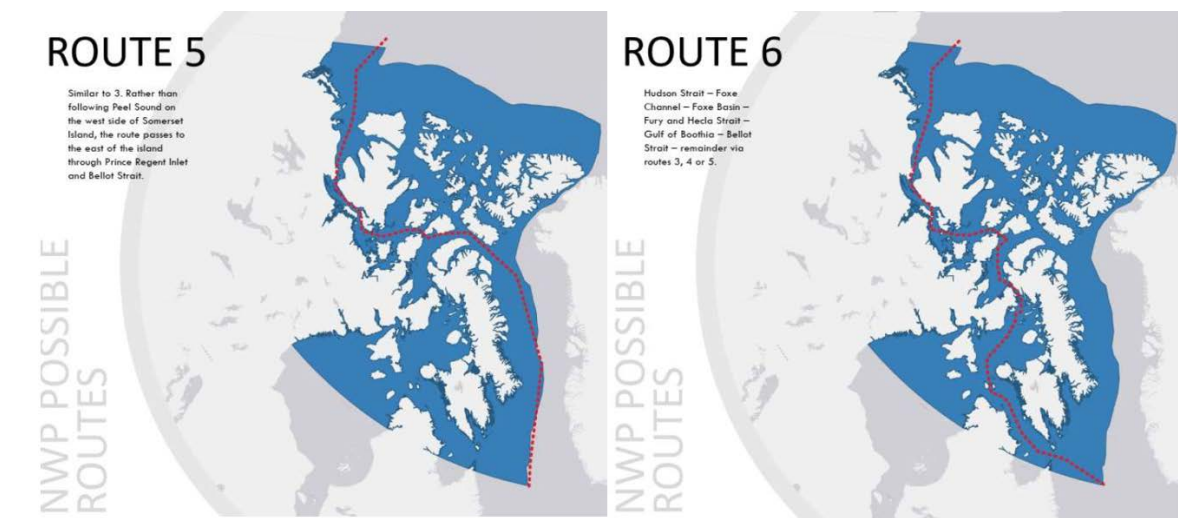 ROUTE 5
Similar to 3. Rather than
following Peel Sound on
the west side of Somerset
Island, the route passes to
the east of the island
through Prince Regent Inlet
and Bellot Strait.
NWP POSSIBLE
ROUTES
ROUTE 6
Hudson Strait – Foxe
Channel – Foxe Basin –
Fury and Hecla Strait –
Gulf of Boothia – Bellot
Strait – remainder via
routes 3, 4 or 5.
NWP POSSIBLE
ROUTES